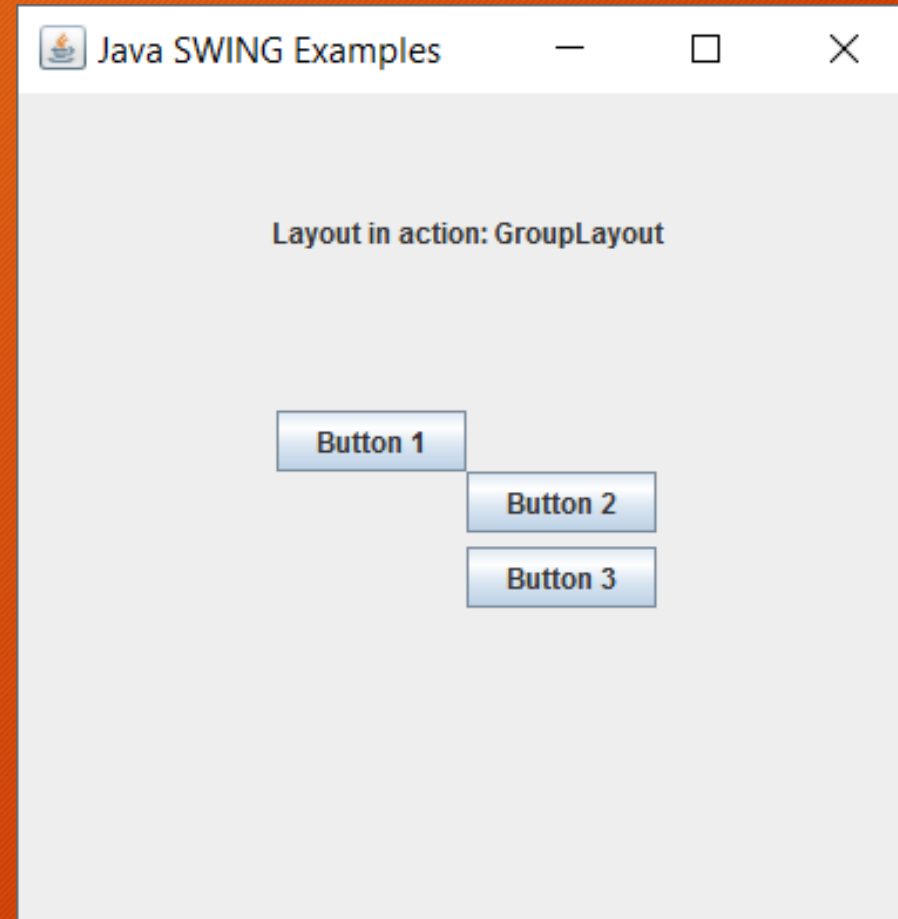 Java SWING Examples
Layout in action: GroupLayout
Button 1
Button 2
Button 3